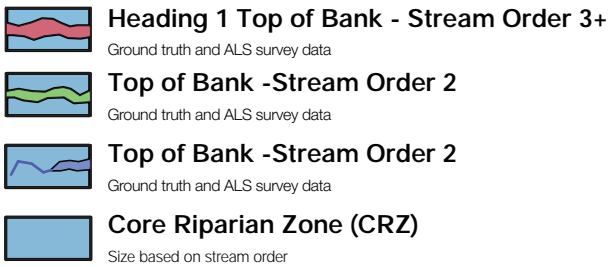 Heading 1 Top of Bank - Stream Order 3+
Ground truth and ALS survey data
Top of Bank -Stream Order 2
Ground truth and ALS survey data
Top of Bank -Stream Order 2
Ground truth and ALS survey data
Core Riparian Zone (CRZ)
Size based on stream order